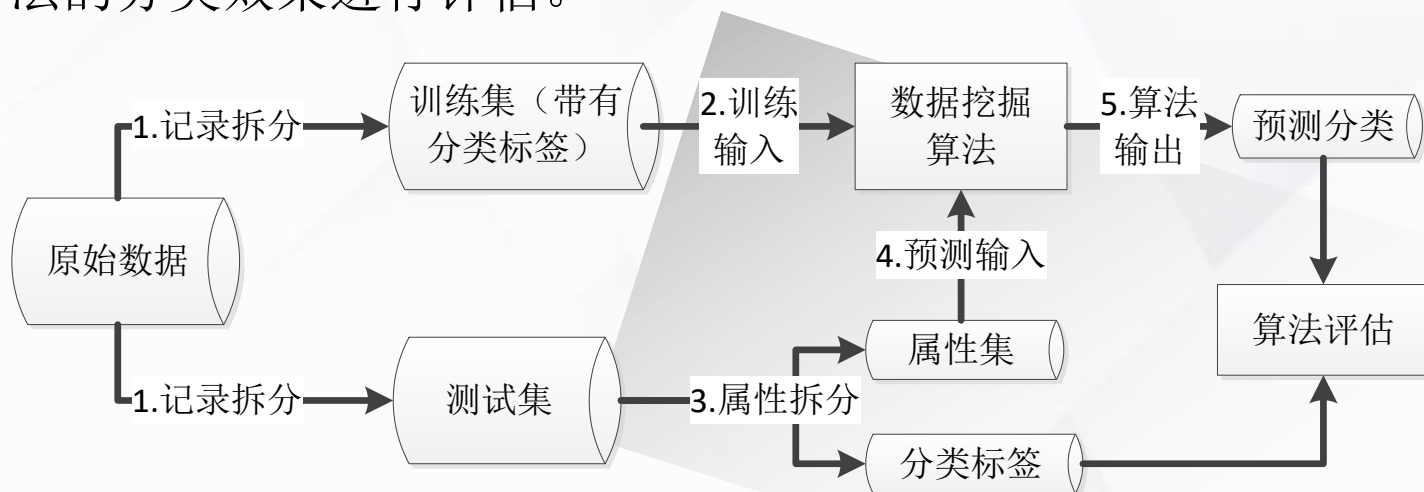 法的分类效果进行评估。
1.记录拆分
训练集（带有
分类标签）
2.训练
输入
数据挖掘
算法
5.算法
输出
预测分类
原始数据
4.预测输入
算法评估
1.记录拆分
测试集
3.属性拆分
属性集
分类标签